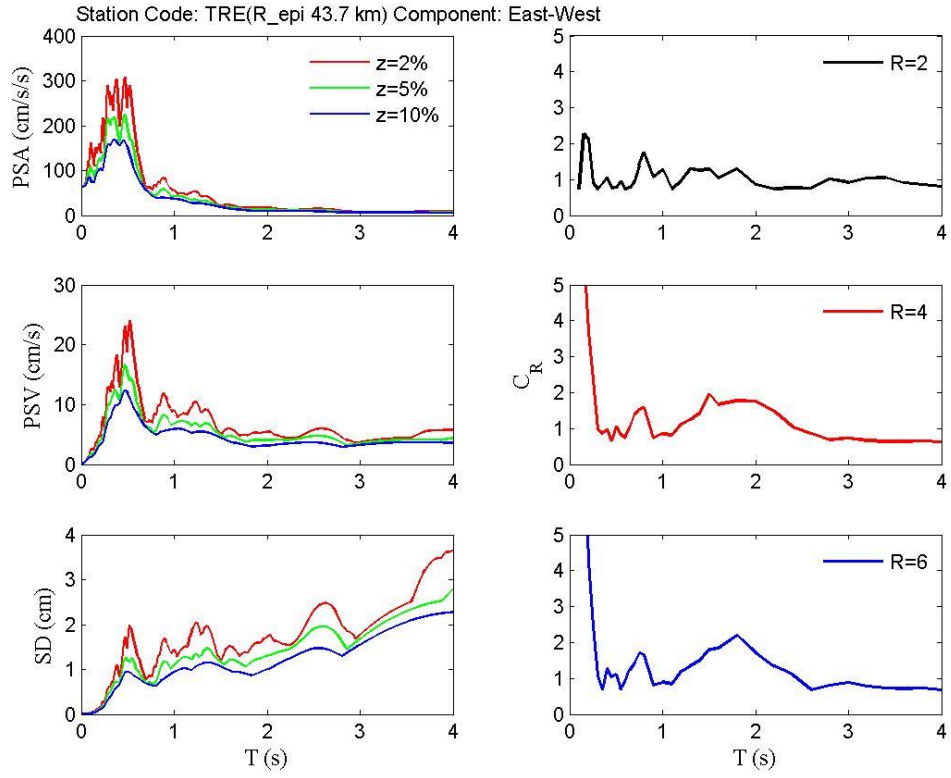 Station Code: TRE(R_epi 43.7 km) Component: East-West
PSA (cm/s/s)
400
300
200
100
0
z=2%
z=5%
z=10%
0 1 2 3 4
5
4
3
2
1
0
R=2
0 1 2 3 4
PSV (cm/s)
30
20
10
0
0 1 2 3 4
C_R
5
4
3
2
1
0
R=4
0 1 2 3 4
SD (cm)
4
3
2
1
0
0 1 2 3 4
T (s)
5
4
3
2
1
0
R=6
0 1 2 3 4
T (s)